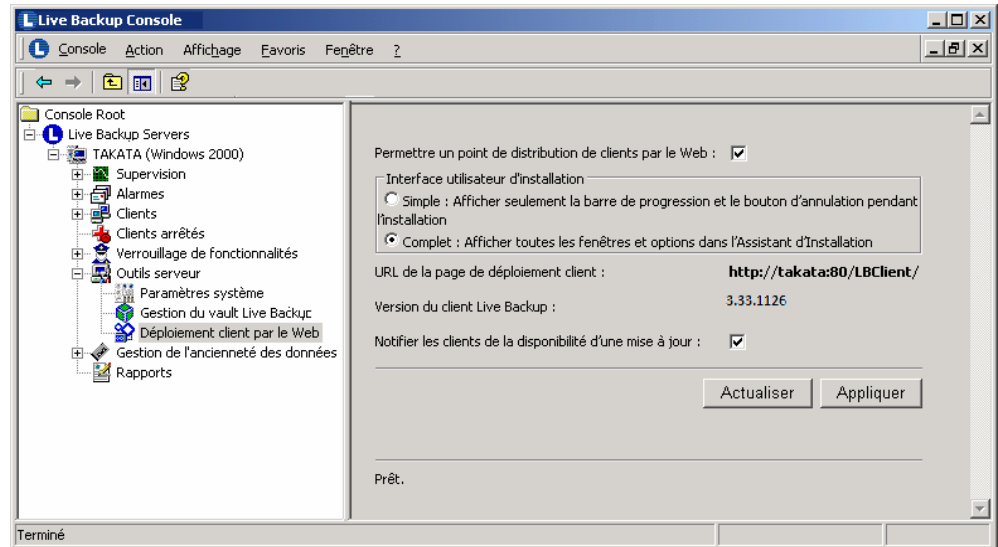 Live Backup Console
Console Action Affichage Favoris Fenêtre ?
Console Root
Live Backup Servers
TAKATA (Windows 2000)
Supervision
Alarmes
Clients
Clients arrêtés
Verrouillage de fonctionnalités
Outils serveur
Paramètres système
Gestion du vault Live Backup
Déploiement client par le Web
Gestion de l'ancienneté des données
Rapports
Permettre un point de distribution de clients par le Web :
Interface utilisateur d'installation
Simple : Afficher seulement la barre de progression et le bouton d'annulation pendant
l'installation
Complet : Afficher toutes les fenêtres et options dans l'Assistant d'Installation
URL de la page de déploiement client : http://takata:80/LBClient/
Version du client Live Backup : 3.33.1126
Notifier les clients de la disponibilité d'une mise à jour :
Actualiser Appliquer
Prêt.
Terminé